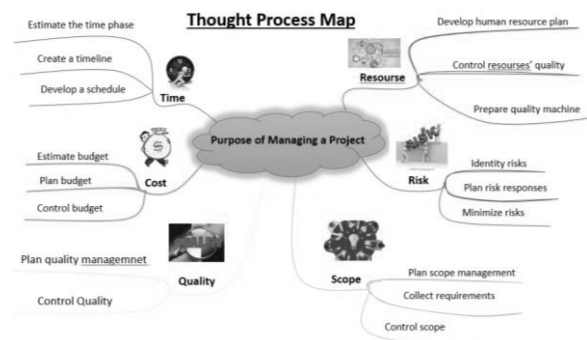 Thought Process Map
Estimate the time phase
Create a timeline
Develop a schedule
Time
Develop human resource plan
Control resourses' quality
Prepare quality machine
Resourse
Purpose of Managing a Project
Estimate budget
Plan budget
Control budget
Cost
Identity risks
Plan risk responses
Minimize risks
Risk
Plan quality managemnet
Control Quality
Quality
Plan scope management
Collect requirements
Control scope
Scope